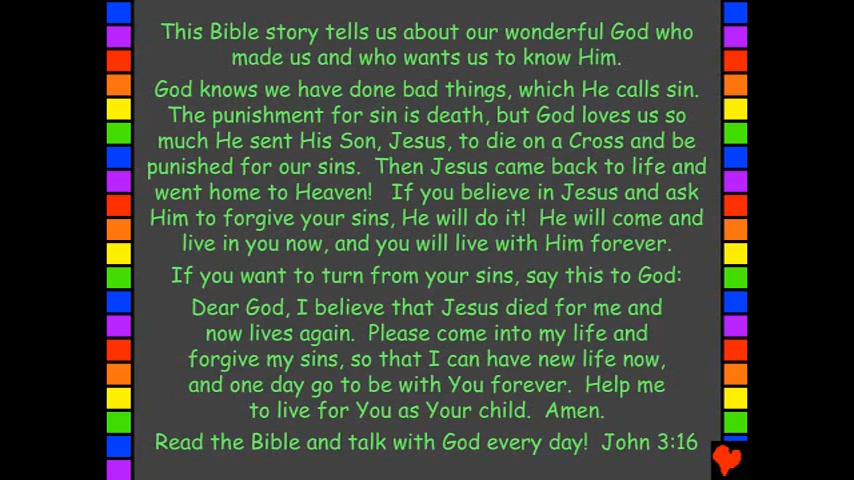 This Bible story tells us about our wonderful God who
made us and who wants us to know Him.
God knows we have done bad things, which He calls sin.
The punishment for sin is death, but God loves us so
much He sent His Son, Jesus, to die on a Cross and be
punished for our sins. Then Jesus came back to life and
went home to Heaven! If you believe in Jesus and ask
Him to forgive your sins, He will do it! He will come and
live in you now, and you will live with Him forever.
If you want to turn from your sins, say this to God:
Dear God, I believe that Jesus died for me and
now lives again. Please come into my life and
forgive my sins, so that I can have new life now,
and one day go to be with You forever. Help me
to live for You as Your child. Amen.
Read the Bible and talk with God every day! John 3:16